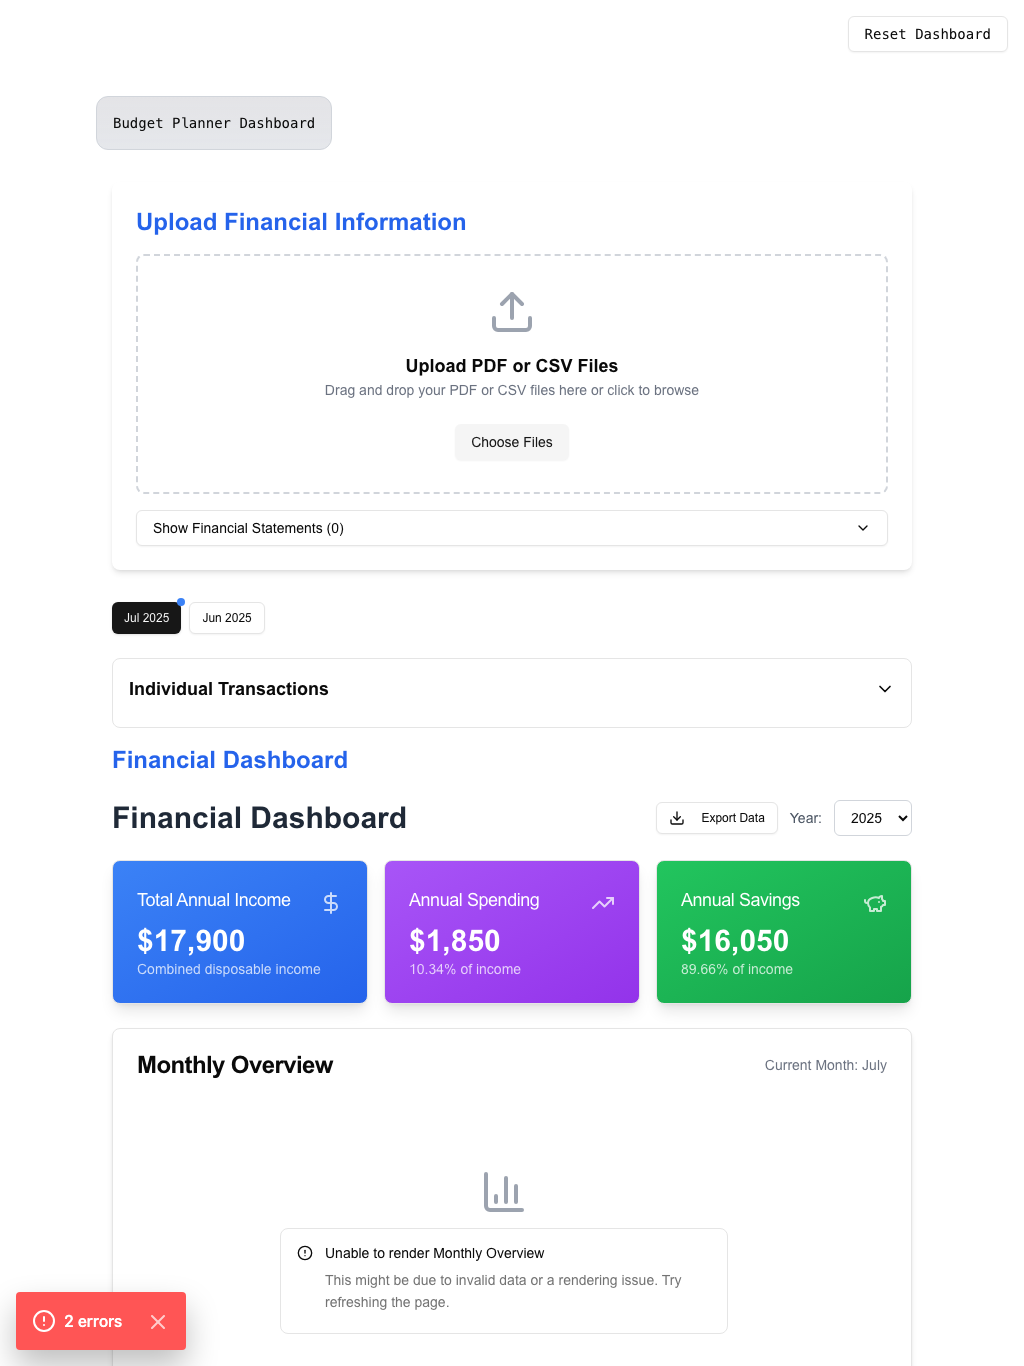 Reset Dashboard
Budget Planner Dashboard
Upload Financial Information
Upload PDF or CSV Files
Drag and drop your PDF or CSV files here or click to browse
Choose Files
Show Financial Statements (0)
Jul 2025
Jun 2025
Individual Transactions
Financial Dashboard
Financial Dashboard
Export Data
Year:
2025
Total Annual Income
$17,900
Combined disposable income
Annual Spending
$1,850
10.34% of income
Annual Savings
$16,050
89.66% of income
Monthly Overview
Current Month: July
Unable to render Monthly Overview
This might be due to invalid data or a rendering issue. Try
refreshing the page.
2 errors